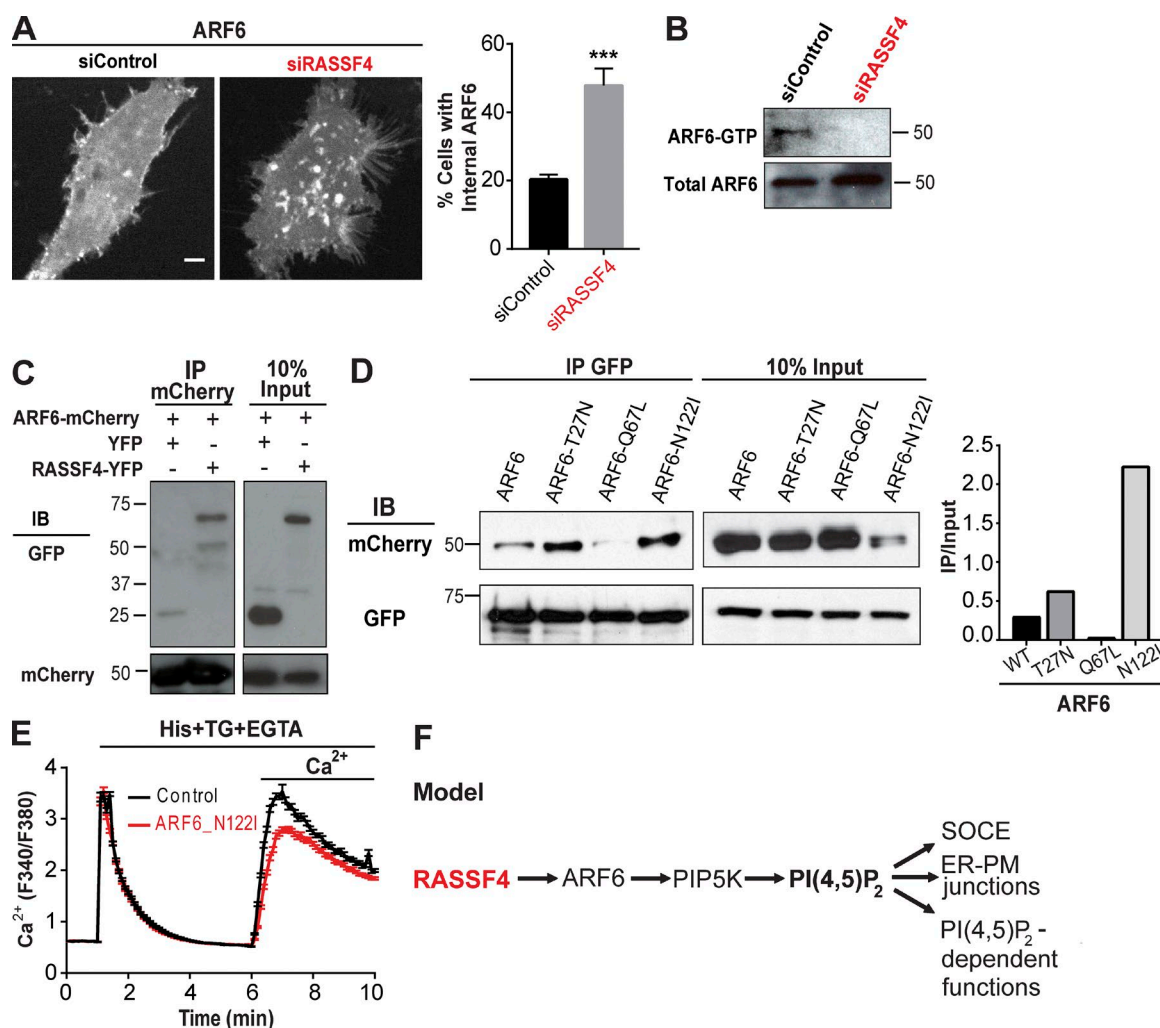 A
ARF6
siControl
siRASSF4
% Cells with
Internal ARF6
60
40
20
0
***
siControl
siRASSF4
B
siControl
siRASSF4
ARF6-GTP
50
Total ARF6
50
C
IP
mCherry
10%
Input
ARF6-mCherry + + + +
YFP + - + -
RASSF4-YFP - + - +
IB
GFP
75
50
37
25
mCherry
50
D
IP GFP
10% Input
ARF6
ARF6-T27N
ARF6-Q67L
ARF6-N122I
ARF6
ARF6-T27N
ARF6-Q67L
ARF6-N122I
IB
mCherry
50
GFP
75
IP/Input
2.5
2.0
1.5
1.0
0.5
0.0
WT
T27N
Q67L
N122I
ARF6
E
His+TG+EGTA
Ca2+
Ca2+ (F340/F380)
4
3
2
1
0
Control
ARF6_N122I
0 2 4 6 8 10
Time (min)
F
Model
RASSF4 → ARF6 → PIP5K → PI(4,5)P2
SOCE
ER-PM
junctions
PI(4,5)P2 -
dependent
functions